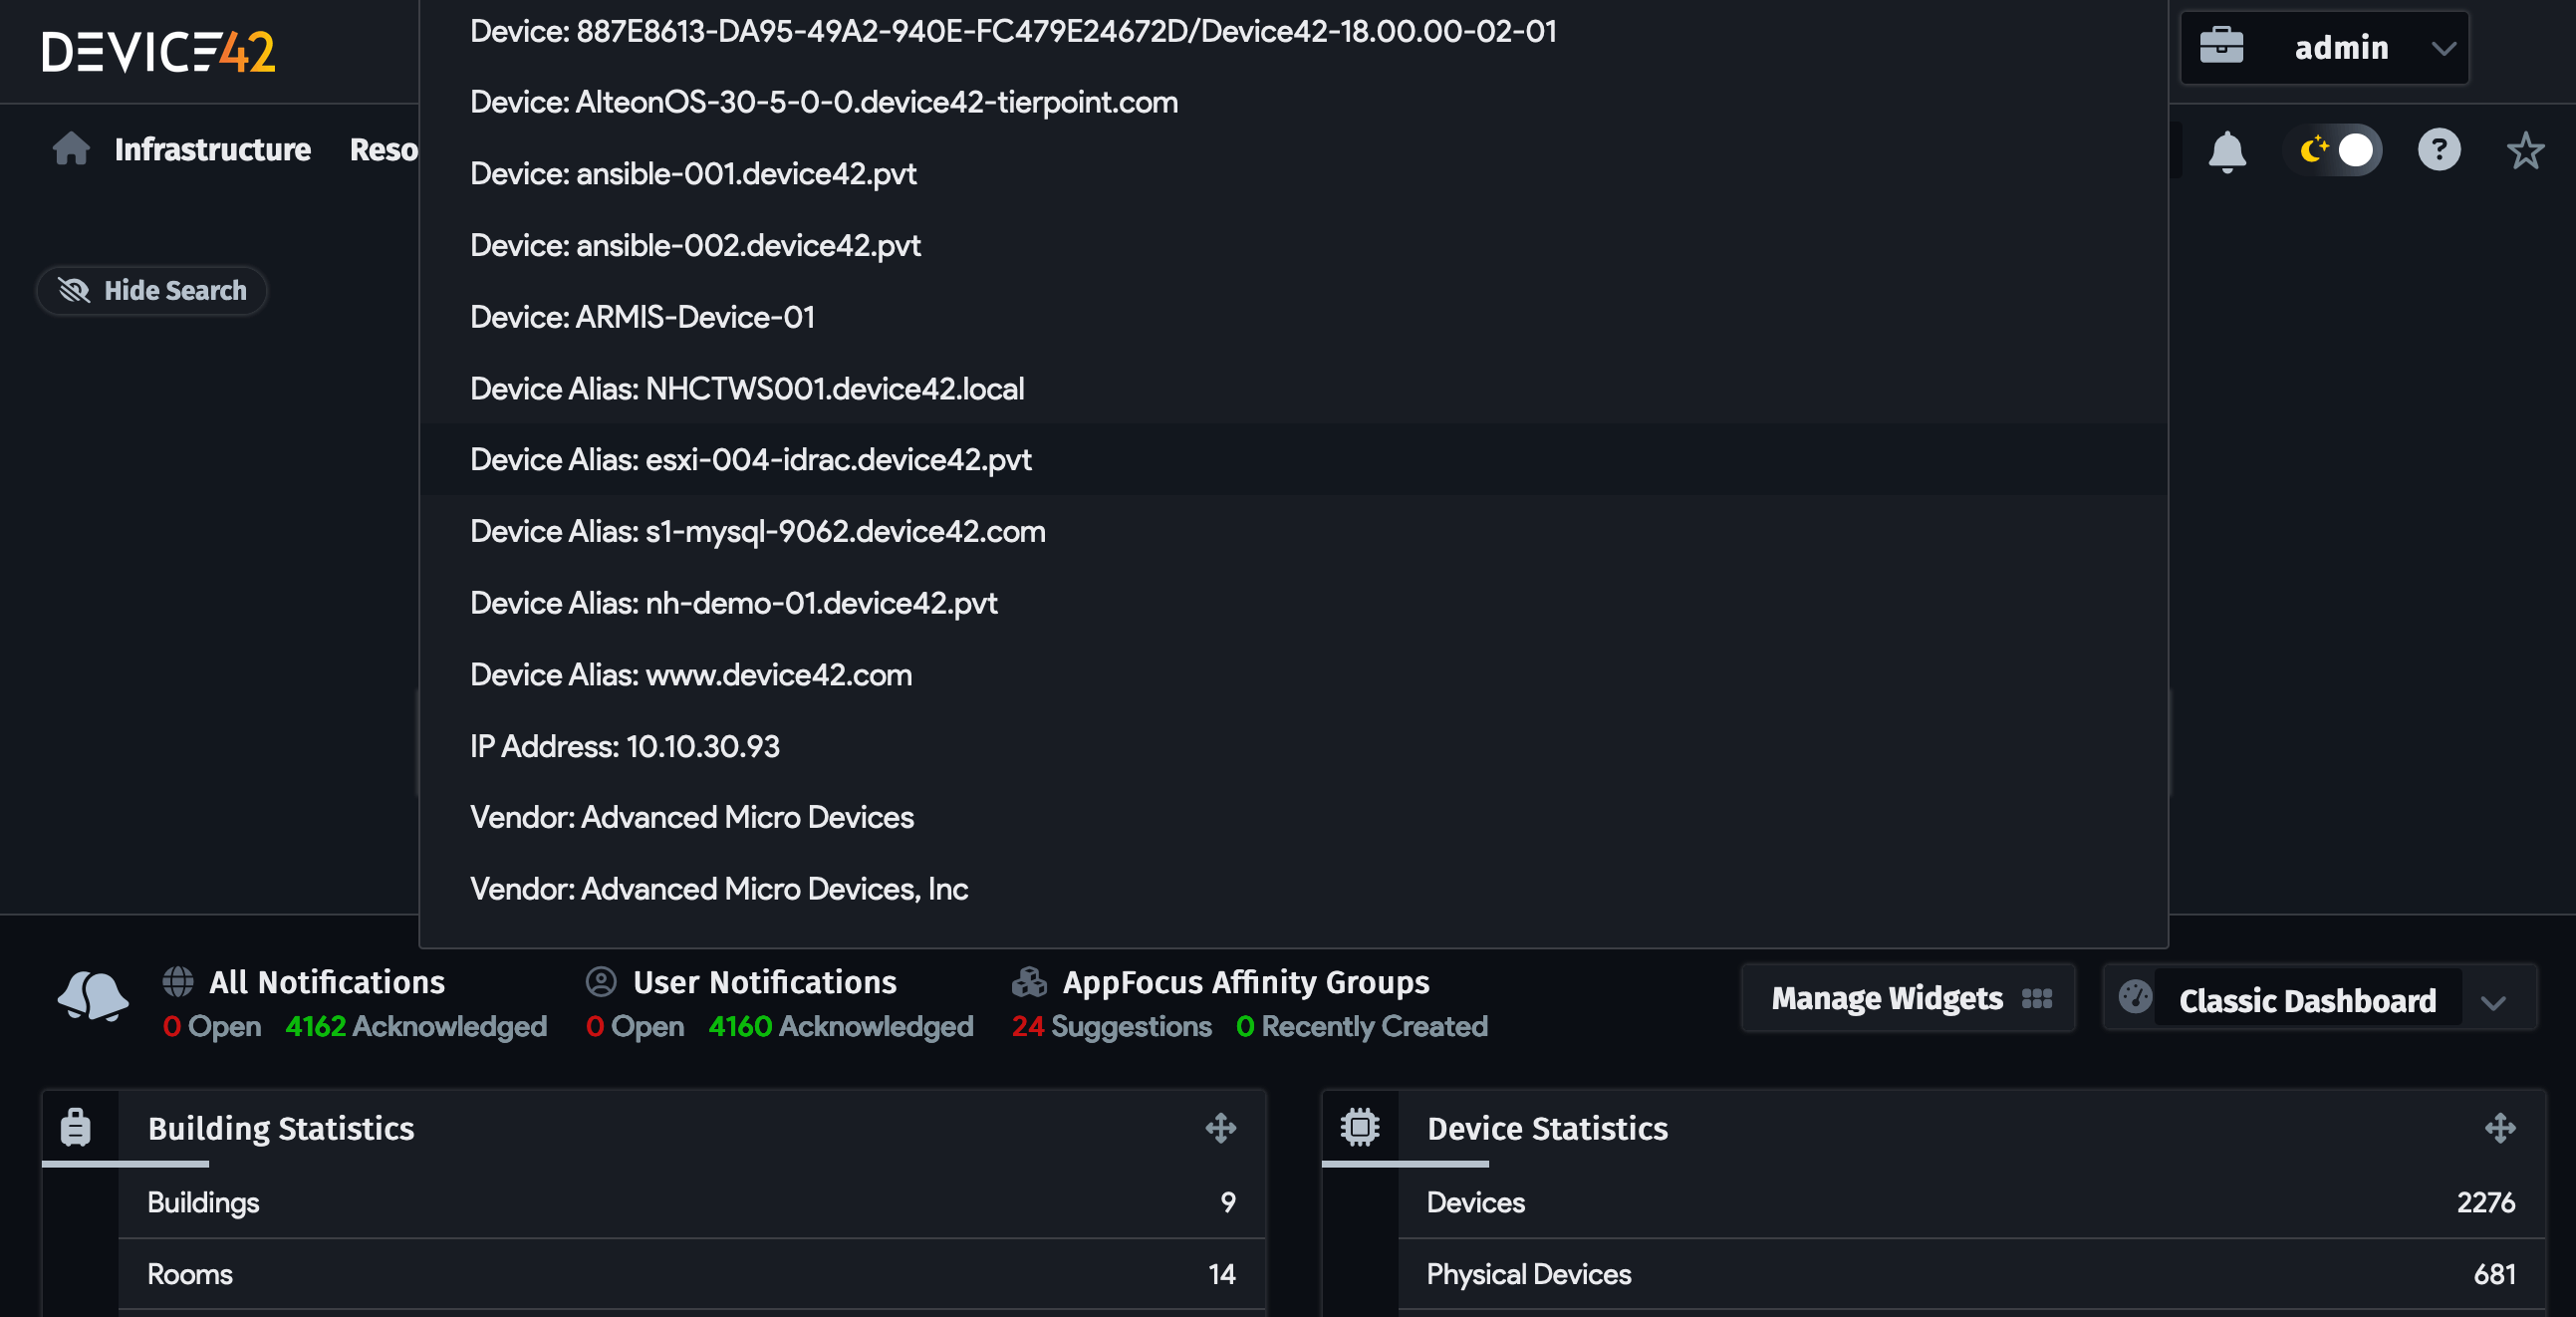 DEVICE42
Device: 887E8613-DA95-49A2-940E-FC479E24672D/Device42-18.00.00-02-01
admin
Infrastructure
Reso
Device: AlteonOS-30-5-0-0.device42-tierpoint.com
Device: ansible-001.device42.pvt
Device: ansible-002.device42.pvt
Hide Search
Device: ARMIS-Device-01
Device Alias: NHCTWS001.device42.local
Device Alias: esxi-004-idrac.device42.pvt
Device Alias: s1-mysql-9062.device42.com
Device Alias: nh-demo-01.device42.pvt
Device Alias: www.device42.com
IP Address: 10.10.30.93
Vendor: Advanced Micro Devices
Vendor: Advanced Micro Devices, Inc
All Notifications
0 Open 4162 Acknowledged
User Notifications
0 Open 4160 Acknowledged
AppFocus Affinity Groups
24 Suggestions 0 Recently Created
Manage Widgets
Classic Dashboard
Building Statistics
Buildings 9
Rooms 14
Device Statistics
Devices 2276
Physical Devices 681